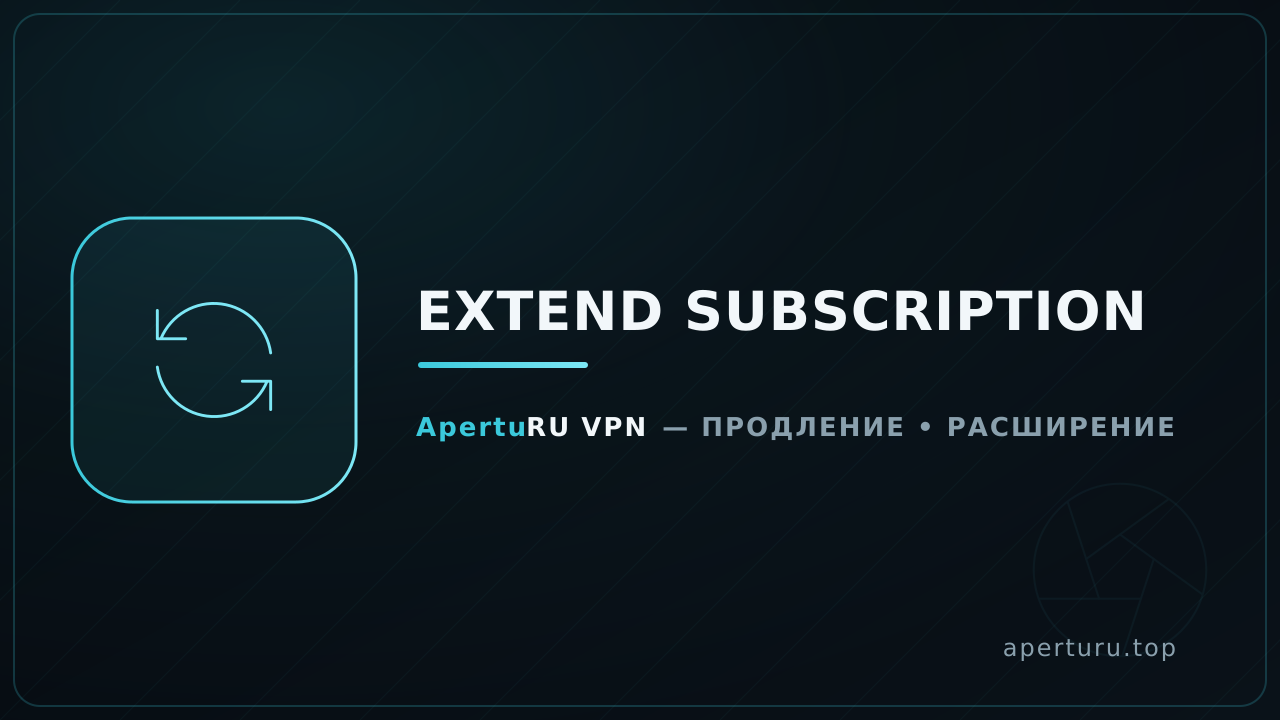 EXTEND SUBSCRIPTION
ApertuRU VPN — ПРОДЛЕНИЕ • РАСШИРЕНИЕ
aperturu.top